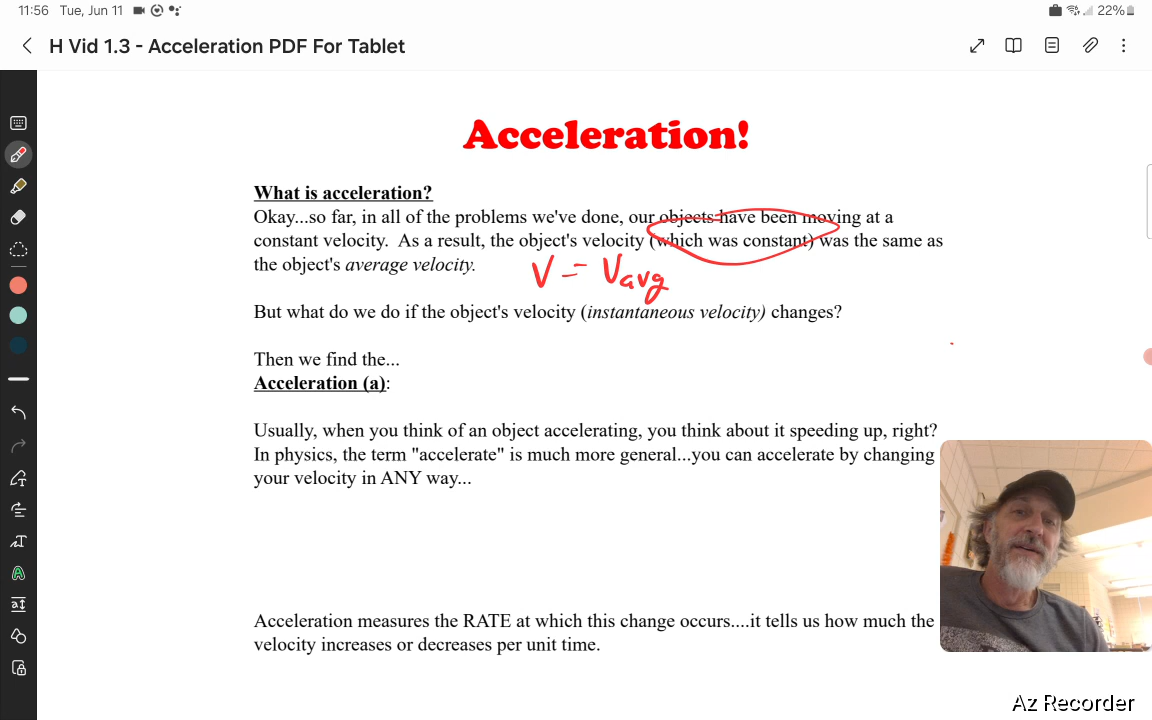 11:56 Tue, Jun 11
22%
H Vid 1.3 - Acceleration PDF For Tablet
Acceleration!
What is acceleration?
Okay...so far, in all of the problems we've done, our objects have been moving at a
constant velocity. As a result, the object's velocity (which was constant) was the same as
the object's average velocity.
v = vavg
But what do we do if the object's velocity (instantaneous velocity) changes?
Then we find the...
Acceleration (a):
Usually, when you think of an object accelerating, you think about it speeding up, right?
In physics, the term "accelerate" is much more general...you can accelerate by changing
your velocity in ANY way...
Acceleration measures the RATE at which this change occurs....it tells us how much the
velocity increases or decreases per unit time.
Az Recorder